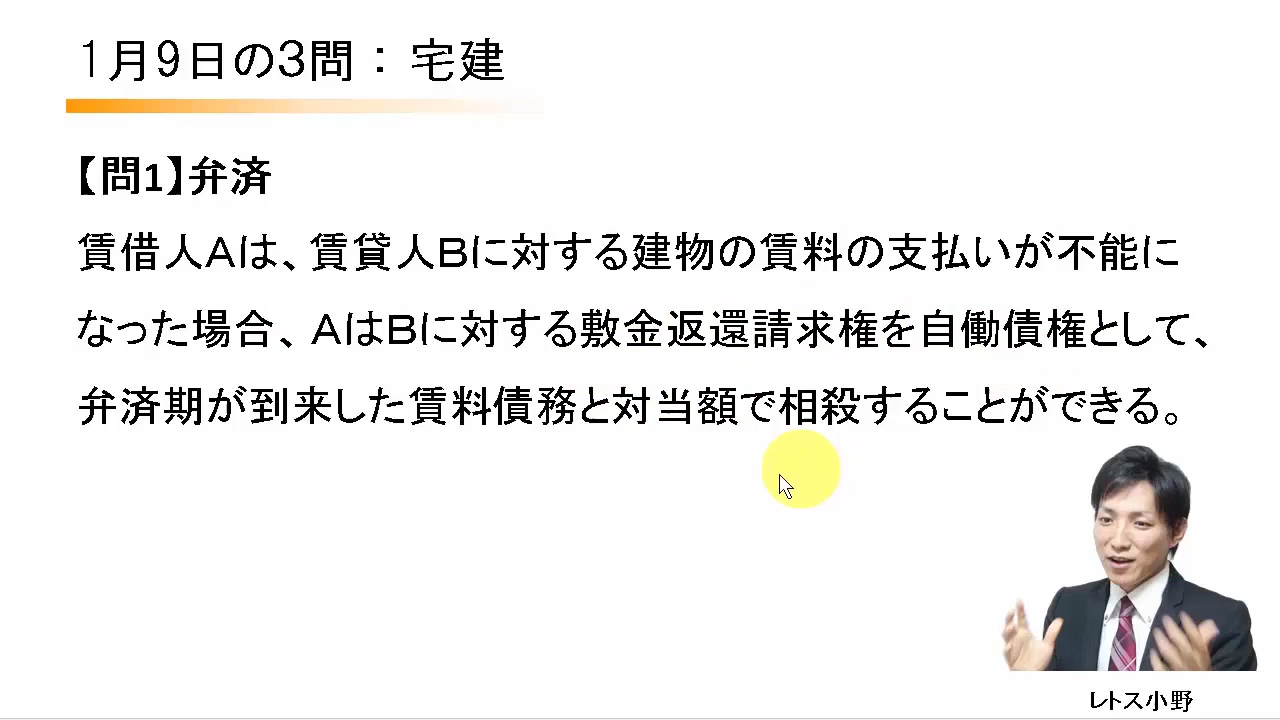 1月9日の3問：宅建
【問1】弁済
賃借人Aは、賃貸人Bに対する建物の賃料の支払いが不能に
なった場合、AはBに対する敷金返還請求権を自働債権として、
弁済期が到来した賃料債務と対当額で相殺することができる。
レトス小野